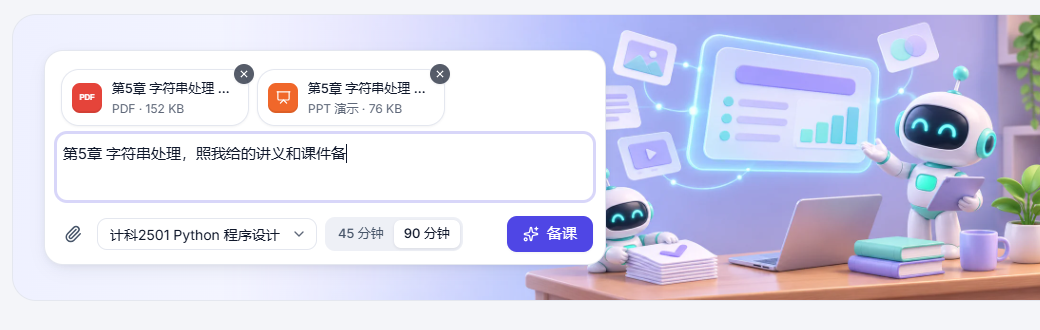 第5章 字符串处理 ...
PDF · 152 KB
第5章 字符串处理 ...
PPT 演示 · 76 KB
PDF
第5章 字符串处理，照我给的讲义和课件备
计科2501 Python 程序设计
45 分钟
90 分钟
备课